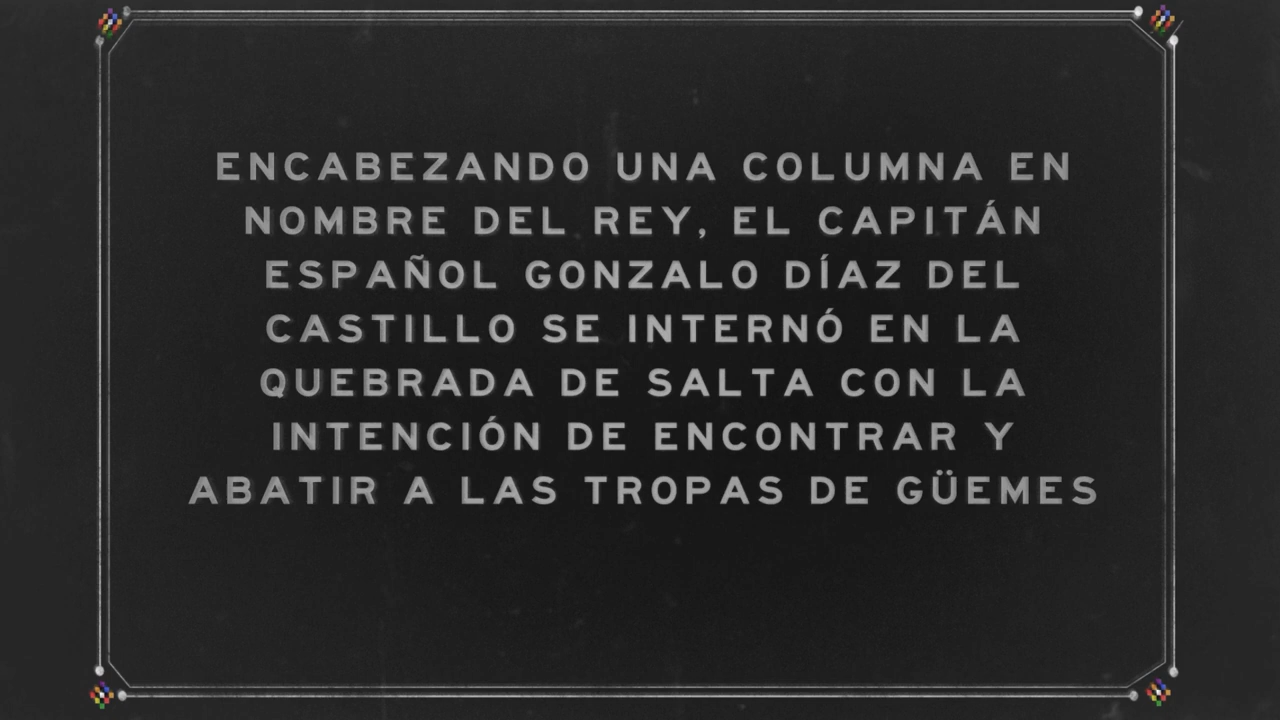 ENCABEZANDO UNA COLUMNA EN
NOMBRE DEL REY, EL CAPITÁN
ESPAÑOL GONZALO DÍAZ DEL
CASTILLO SE INTERNÓ EN LA
QUEBRADA DE SALTA CON LA
INTENCIÓN DE ENCONTRAR Y
ABATIR A LAS TROPAS DE GÜEMES